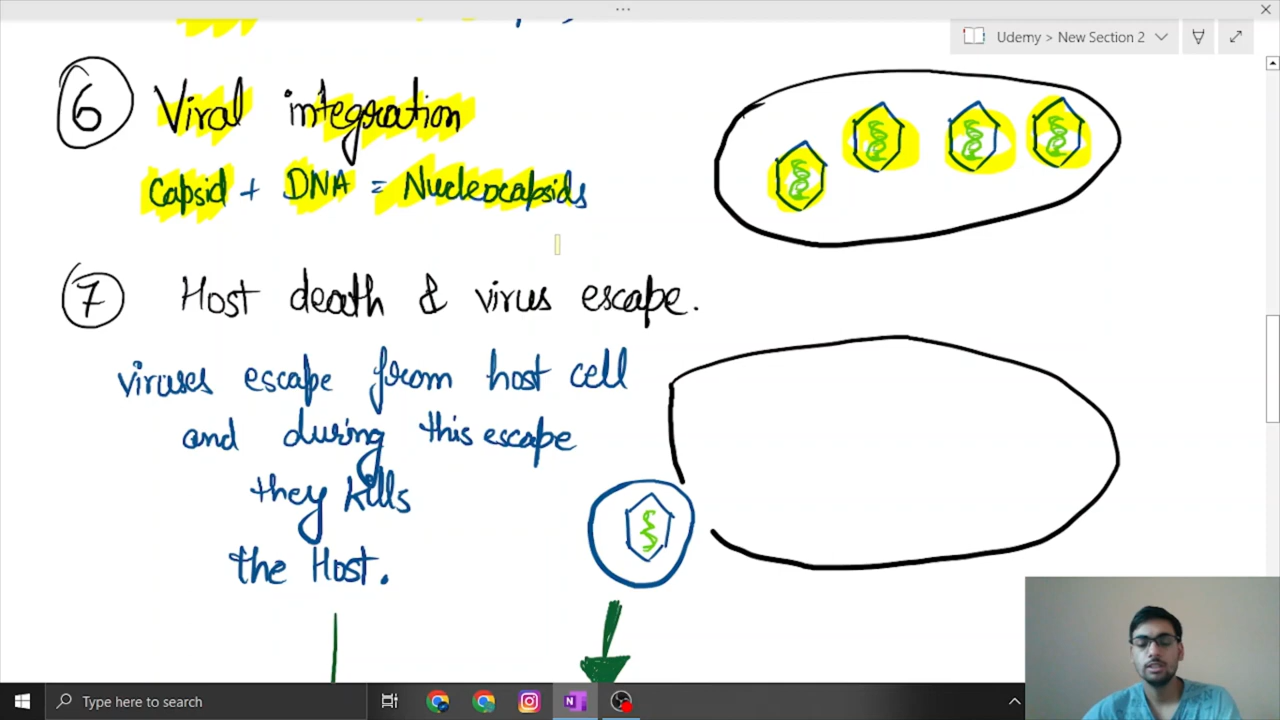 Udemy > New Section 2
6 Viral integration
Capsid + DNA = Nucleocapsids
7 Host death & virus escape.
viruses escape from host cell
and during this escape
they kills
the Host.
Type here to search